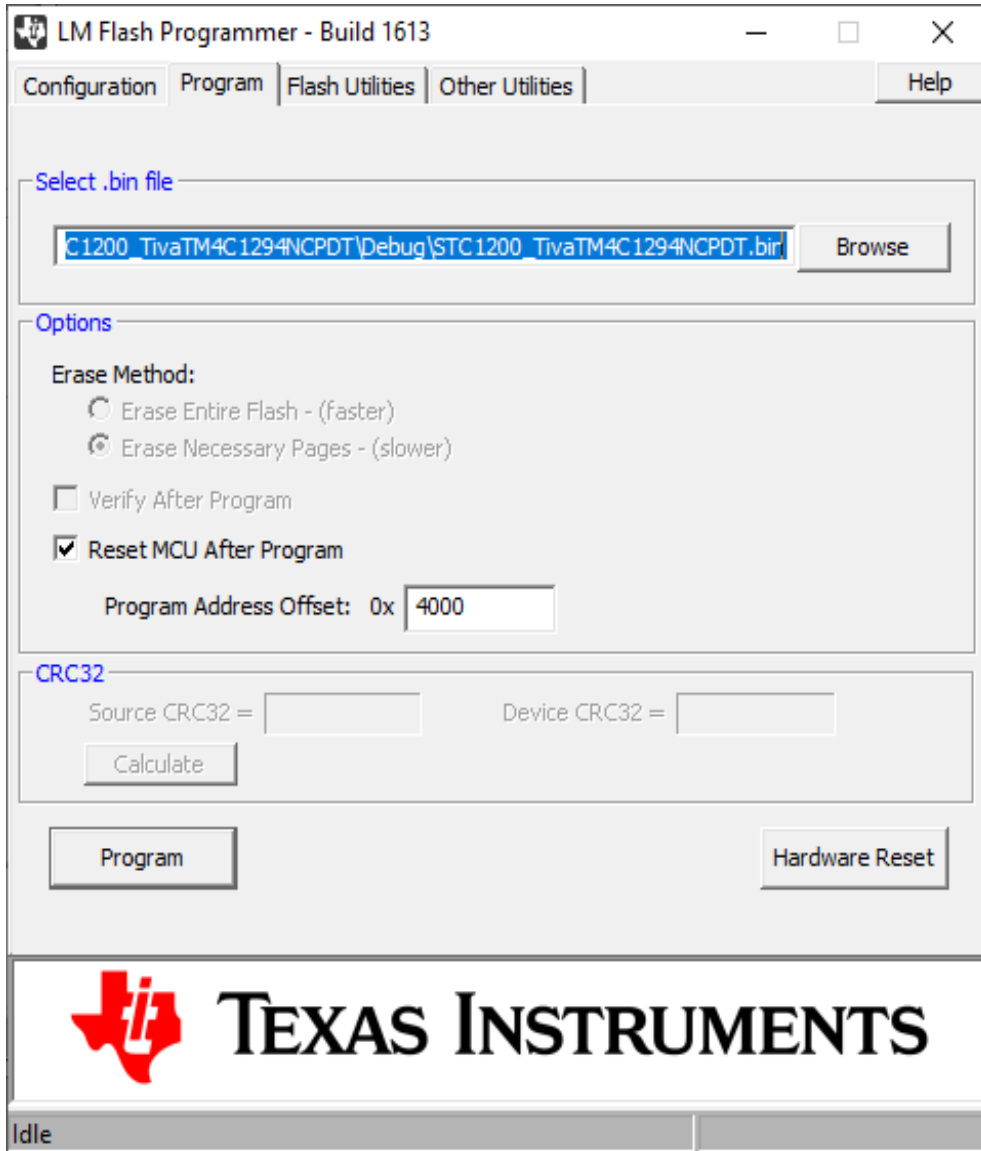 LM Flash Programmer - Build 1613
Configuration Program Flash Utilities Other Utilities Help
Select .bin file
C1200_TivaTM4C1294NCPDT\Debug\STC1200_TivaTM4C1294NCPDT.bin Browse
Options
Erase Method:
Erase Entire Flash - (faster)
Erase Necessary Pages - (slower)
Verify After Program
Reset MCU After Program
Program Address Offset: 0x 4000
CRC32
Source CRC32 = Device CRC32 =
Calculate
Program Hardware Reset
TEXAS INSTRUMENTS
Idle